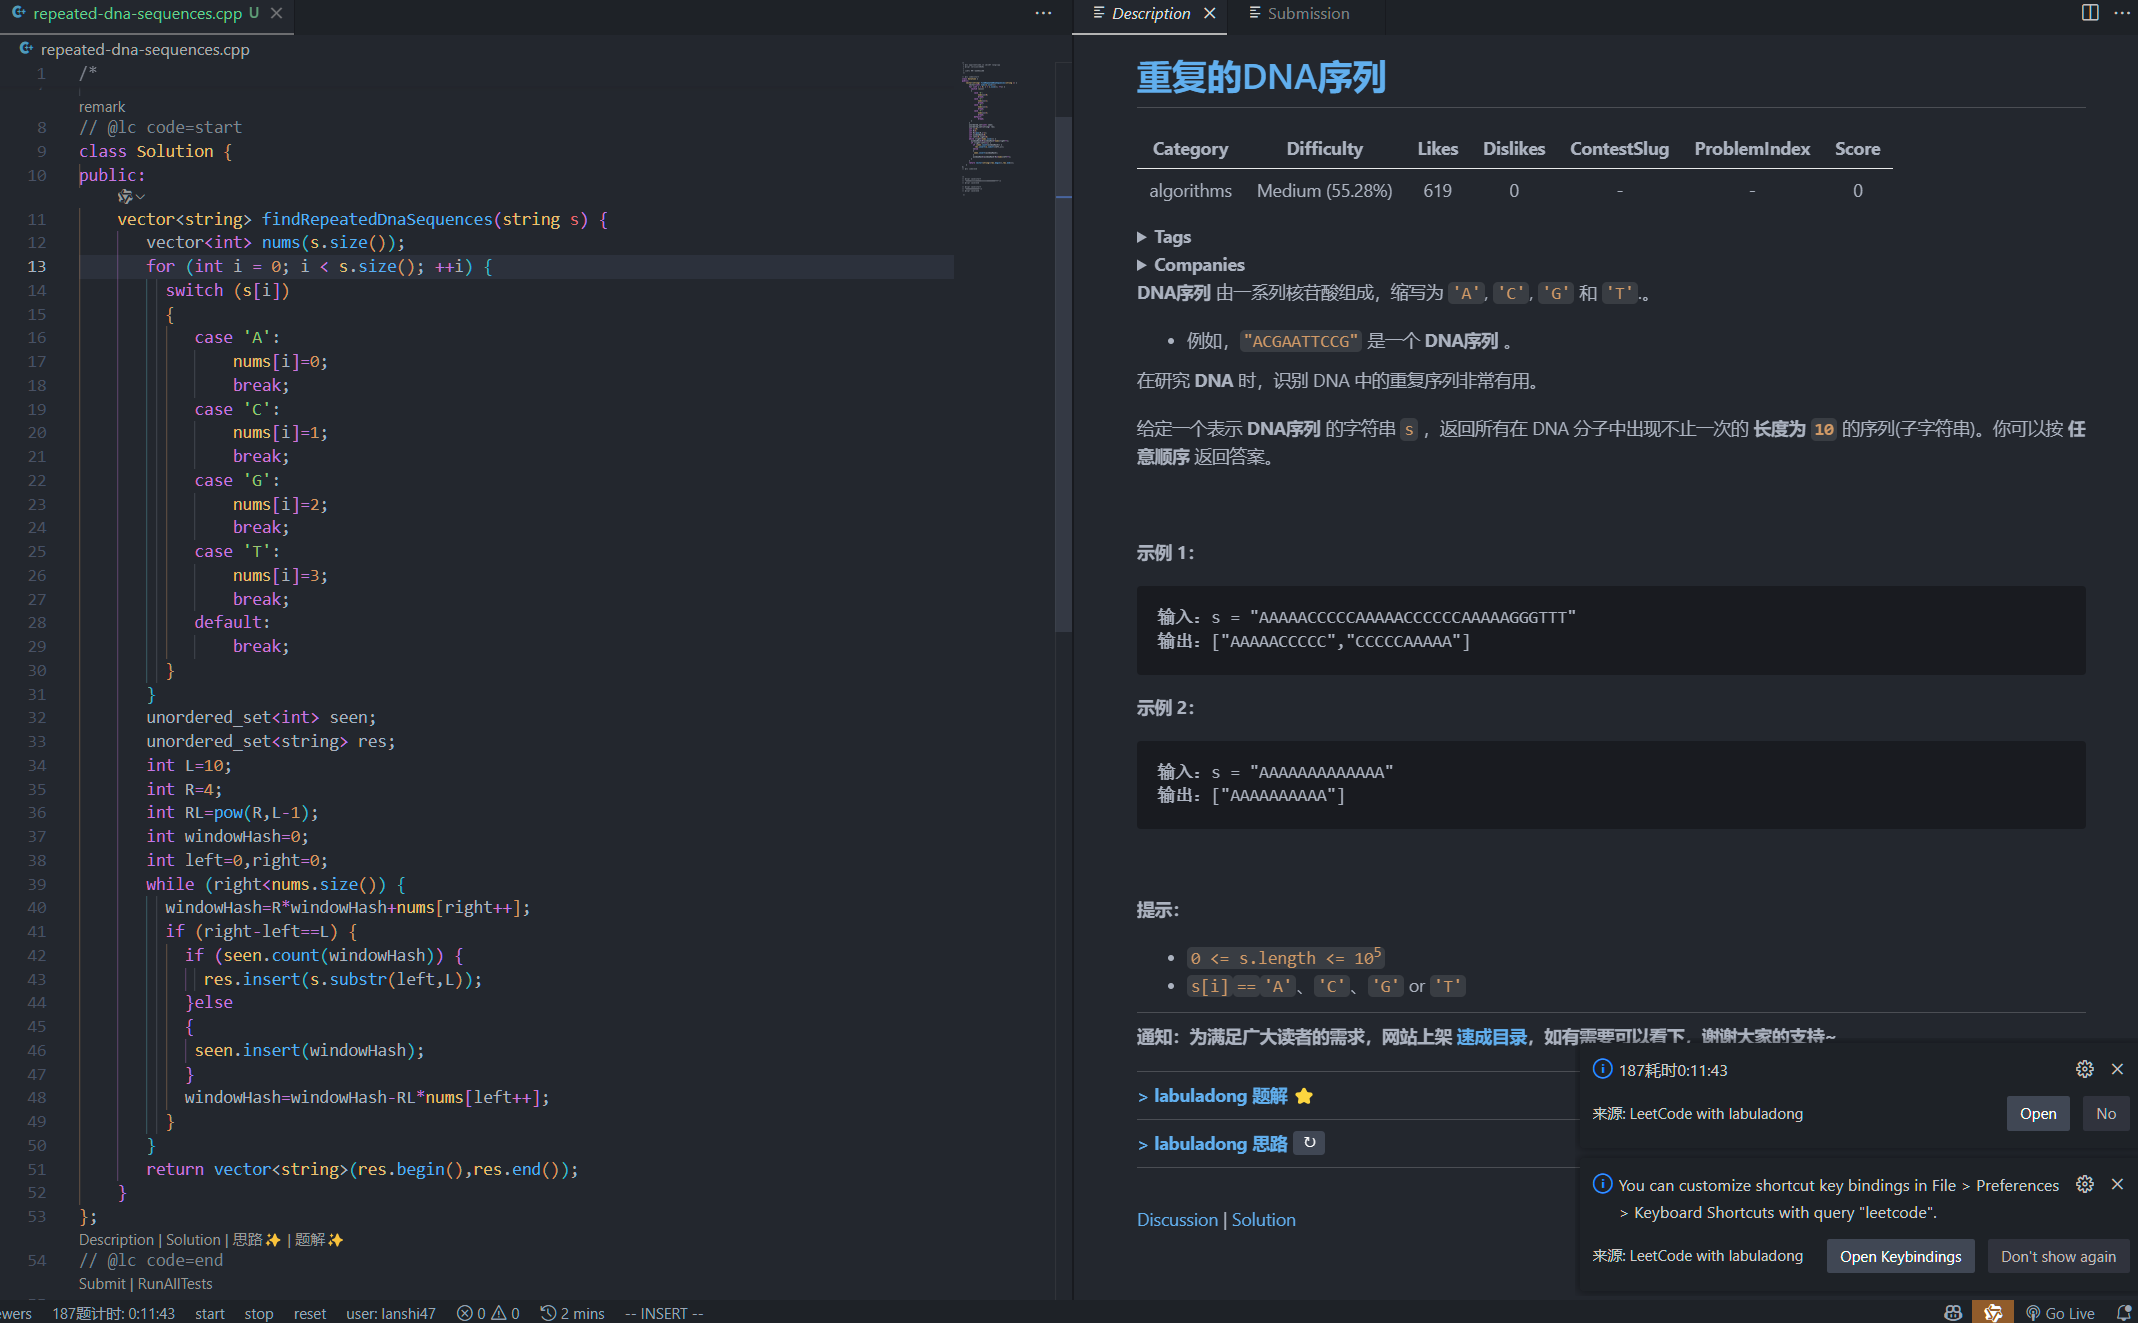 repeated-dna-sequences.cpp U
repeated-dna-sequences.cpp
1 /*
remark
8 // @lc code=start
9 class Solution {
10 public:
11 vector<string> findRepeatedDnaSequences(string s) {
12 vector<int> nums(s.size());
13 for (int i = 0; i < s.size(); ++i) {
14 switch (s[i])
15 {
16 case 'A':
17 nums[i]=0;
18 break;
19 case 'C':
20 nums[i]=1;
21 break;
22 case 'G':
23 nums[i]=2;
24 break;
25 case 'T':
26 nums[i]=3;
27 break;
28 default:
29 break;
30 }
31 }
32 unordered_set<int> seen;
33 unordered_set<string> res;
34 int L=10;
35 int R=4;
36 int RL=pow(R,L-1);
37 int windowHash=0;
38 int left=0,right=0;
39 while (right<nums.size()) {
40 windowHash=R*windowHash+nums[right++];
41 if (right-left==L) {
42 if (seen.count(windowHash)) {
43 res.insert(s.substr(left,L));
44 }else
45 {
46 seen.insert(windowHash);
47 }
48 windowHash=windowHash-RL*nums[left++];
49 }
50 }
51 return vector<string>(res.begin(),res.end());
52 }
53 };
Description | Solution | 思路✨ | 题解✨
54 // @lc code=end
Submit | RunAllTests
Description Submission
重复的DNA序列
Category Difficulty Likes Dislikes ContestSlug ProblemIndex Score
algorithms Medium (55.28%) 619 0 - - 0
▶ Tags
▶ Companies
DNA序列 由一系列核苷酸组成，缩写为 'A', 'C', 'G' 和 'T'.。
• 例如，"ACGAATTCCG" 是一个 DNA序列 。
在研究 DNA 时，识别 DNA 中的重复序列非常有用。
给定一个表示 DNA序列 的字符串 s ，返回所有在 DNA 分子中出现不止一次的 长度为 10 的序列(子字符串)。你可以按 任
意顺序 返回答案。
示例 1：
输入：s = "AAAAACCCCCAAAAACCCCCCAAAAAGGGTTT"
输出：["AAAAACCCCC","CCCCCAAAAA"]
示例 2：
输入：s = "AAAAAAAAAAAAA"
输出：["AAAAAAAAAA"]
提示：
• 0 <= s.length <= 10⁵
• s[i] == 'A'、'C'、'G' or 'T'
通知：为满足广大读者的需求，网站上架 速成目录，如有需要可以看下，谢谢大家的支持~
> labuladong 题解 ⭐
> labuladong 思路 ↻
Discussion | Solution
187耗时0:11:43
来源: LeetCode with labuladong
Open No
You can customize shortcut key bindings in File > Preferences
> Keyboard Shortcuts with query "leetcode".
来源: LeetCode with labuladong
Open Keybindings Don't show again
ewers 187题计时: 0:11:43 start stop reset user: lanshi47 0 0 2 mins -- INSERT -- Go Live